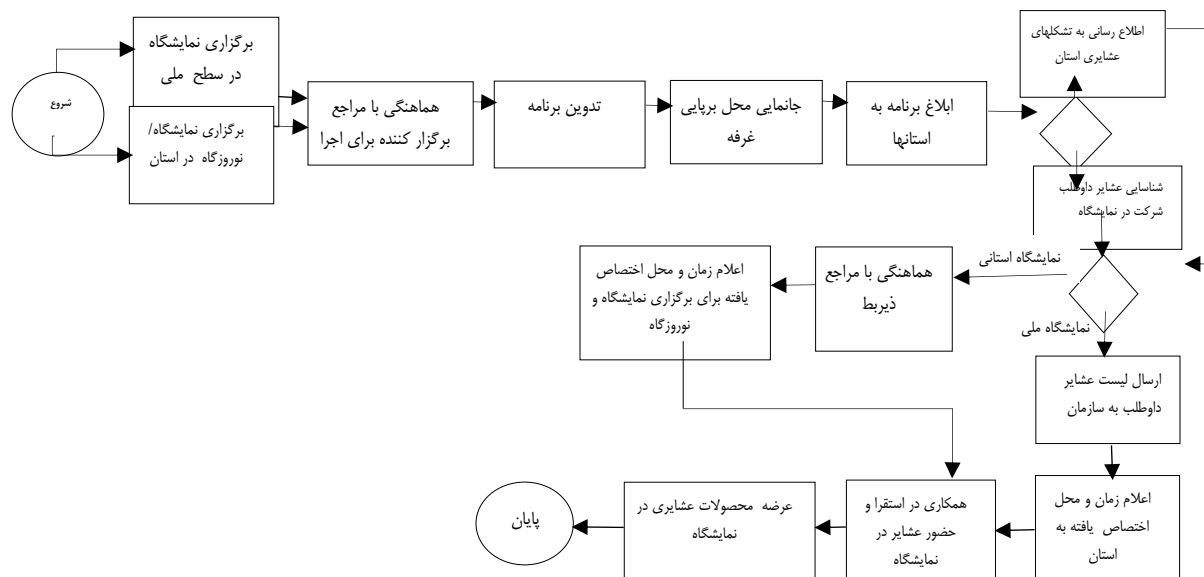 شروع
برگزاری نمایشگاه
در سطح ملی
برگزاری نمایشگاه/
نوروزگاه در استان
هماهنگی با مراجع
برگزار کننده برای اجرا
تدوین برنامه
جانمایی محل برپایی
غرفه
ابلاغ برنامه به
استانها
اطلاع رسانی به تشکلهای
عشایری استان
شناسایی عشایر داوطلب
شرکت در نمایشگاه
نمایشگاه استانی
هماهنگی با مراجع
ذیربط
اعلام زمان و محل اختصاص
یافته برای برگزاری نمایشگاه و
نوروزگاه
نمایشگاه ملی
ارسال لیست عشایر
داوطلب به سازمان
اعلام زمان و محل
اختصاص یافته به
استان
همکاری در استقرا و
حضور عشایر در
نمایشگاه
عرضه محصولات عشایری در
نمایشگاه
پایان